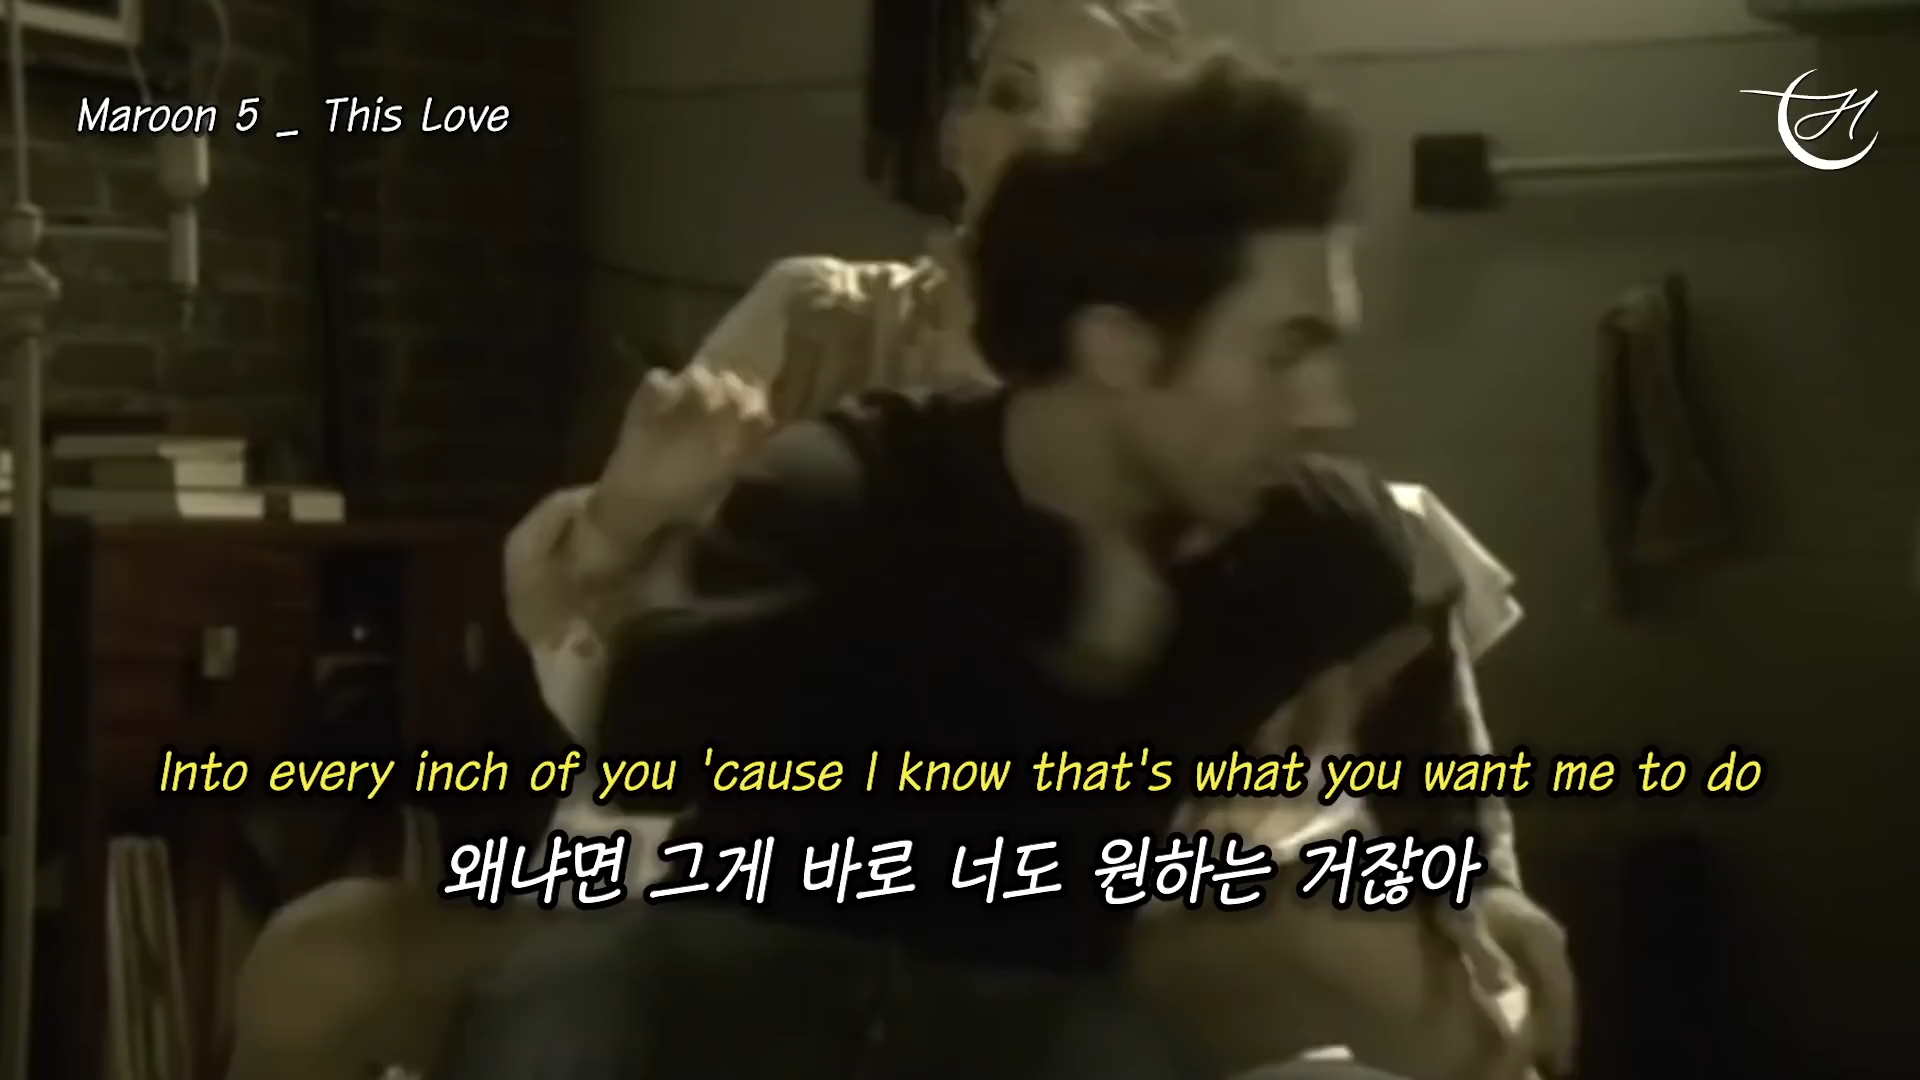 Maroon 5 _ This Love
Into every inch of you 'cause I know that's what you want me to do
왜냐면 그게 바로 너도 원하는 거잖아